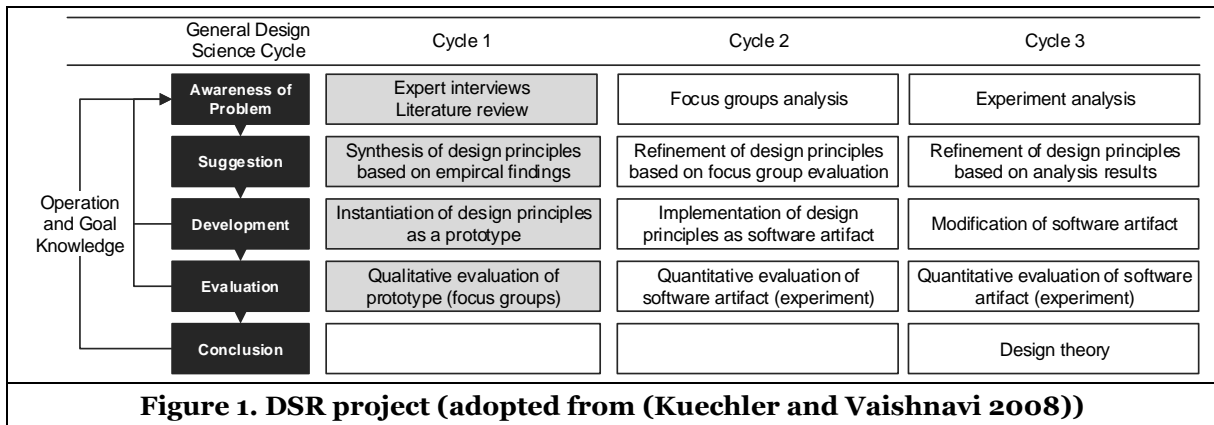 General Design
Science Cycle
Cycle 1
Cycle 2
Cycle 3
Awareness of
Problem
Expert interviews
Literature review
Focus groups analysis
Experiment analysis
Suggestion
Synthesis of design principles
based on empircal findings
Refinement of design principles
based on focus group evaluation
Refinement of design principles
based on analysis results
Operation
and Goal
Knowledge
Development
Instantiation of design principles
as a prototype
Implementation of design
principles as software artifact
Modification of software artifact
Evaluation
Qualitative evaluation of
prototype (focus groups)
Quantitative evaluation of
software artifact (experiment)
Quantitative evaluation of software
artifact (experiment)
Conclusion
Design theory
Figure 1. DSR project (adopted from (Kuechler and Vaishnavi 2008))